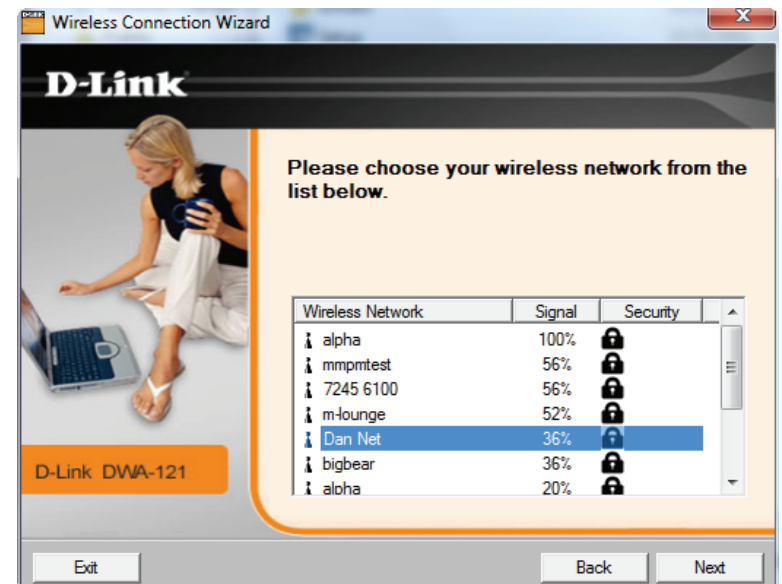 Wireless Connection Wizard
D-Link
Please choose your wireless network from the
list below.
Wireless Network Signal Security
alpha 100%
mmpmtest 56%
7245 6100 56%
m-lounge 52%
Dan Net 36%
bigbear 36%
alpha 20%
D-Link DWA-121
Exit Back Next